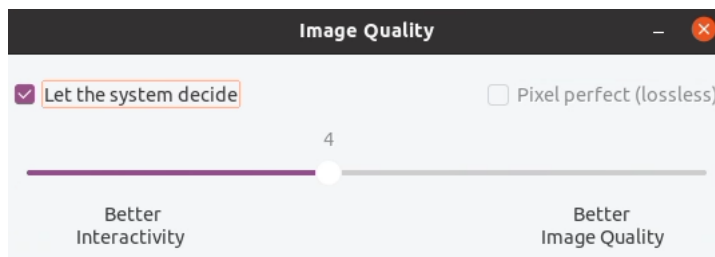 Image Quality
Let the system decide
Pixel perfect (lossless)
4
Better
Interactivity
Better
Image Quality